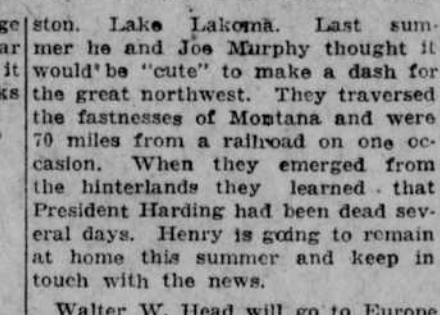 ge
ar
it
ks
ston. Lake Lakoma. Last sum-
mer he and Joe Murphy thought it
would be "cute" to make a dash for
the great northwest. They traversed
the fastnesses of Montana and were
70 miles from a railroad on one oc-
casion. When they emerged from
the hinterlands they learned that
President Harding had been dead sev-
eral days. Henry is going to remain
at home this summer and keep in
touch with the news.
Walter W. Head will go to Europe